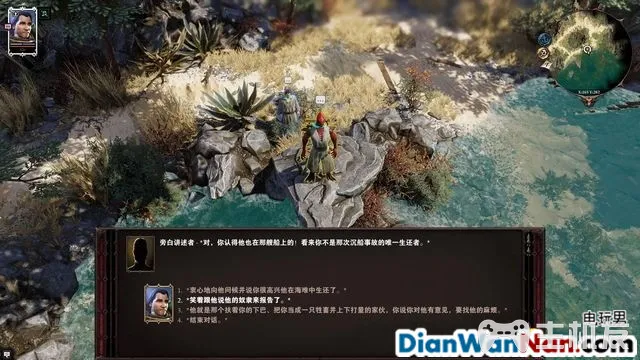 X:165 Y:282
旁白讲述者 -*对，你认得他也在那艘船上的！看来你不是那次沉船事故的唯一生还者。*
1. *衷心地向他问候并说你很高兴他在海难中生还了。*
2. *笑着跟他说他的奴隶来报告了。*
3. *他就是那个扶着你的下巴、把你当成一只牲畜并上下打量的家伙，你说你对他有意见，要找他的麻烦。*
4. *结束对话。*
电玩男
DianWanNan.com